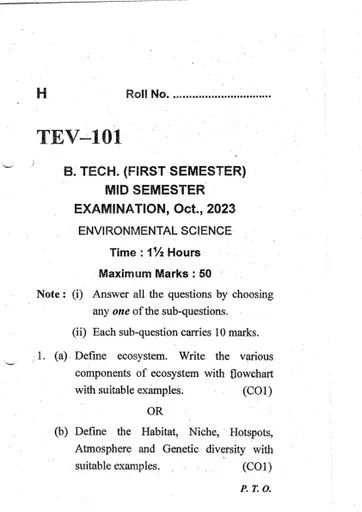 H Roll No. ..............................
TEV–101
B. TECH. (FIRST SEMESTER)
MID SEMESTER
EXAMINATION, Oct., 2023
ENVIRONMENTAL SCIENCE
Time : 1½ Hours
Maximum Marks : 50
Note : (i) Answer all the questions by choosing
any one of the sub-questions.
(ii) Each sub-question carries 10 marks.
1. (a) Define ecosystem. Write the various
components of ecosystem with flowchart
with suitable examples. (CO1)
OR
(b) Define the Habitat, Niche, Hotspots,
Atmosphere and Genetic diversity with
suitable examples. (CO1)
P. T. O.